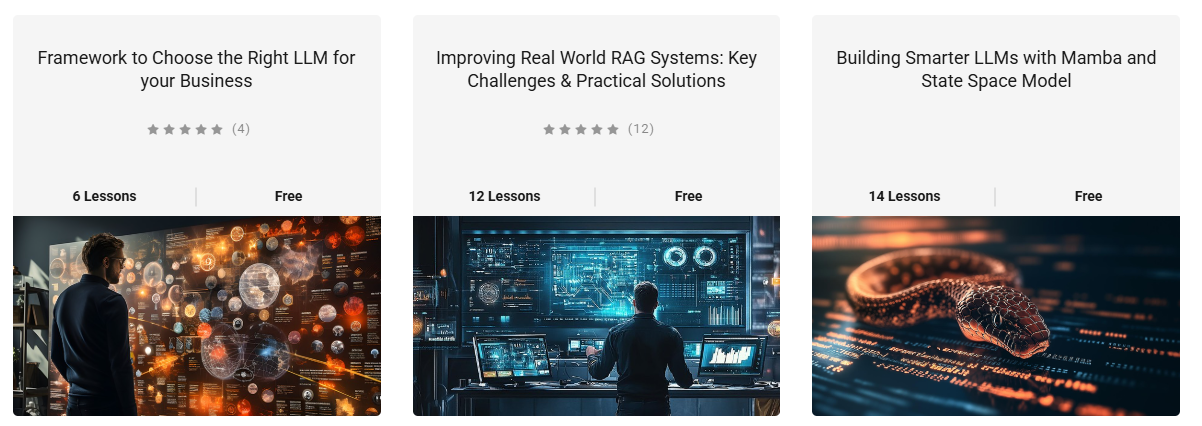 Framework to Choose the Right LLM for
your Business
(4)
6 Lessons
Free
Improving Real World RAG Systems: Key
Challenges & Practical Solutions
(12)
12 Lessons
Free
Building Smarter LLMs with Mamba and
State Space Model
14 Lessons
Free